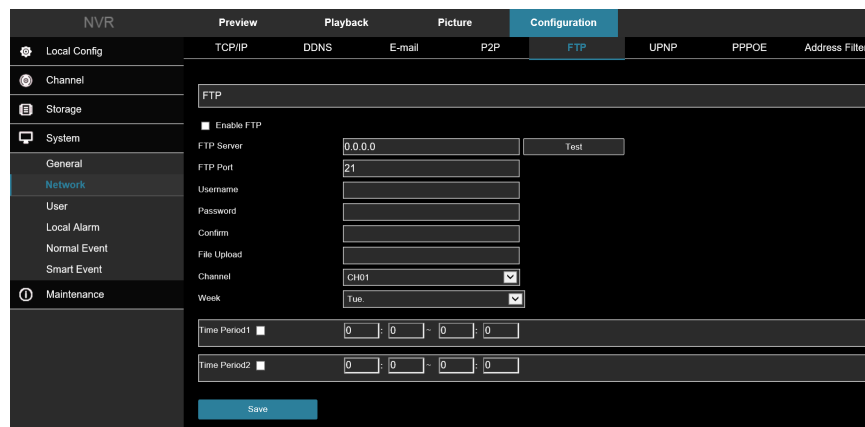 NVR Preview Playback Picture Configuration
Local Config TCP/IP DDNS E-mail P2P FTP UPNP PPPOE Address Filte
Channel
FTP
Storage
Enable FTP
System
FTP Server 0.0.0.0 Test
General
FTP Port 21
Network
Username
User
Password
Local Alarm
Confirm
Normal Event
File Upload
Smart Event
Channel CH01
Maintenance
Week Tue.
Time Period1 0 : 0 ~ 0 : 0
Time Period2 0 : 0 ~ 0 : 0
Save